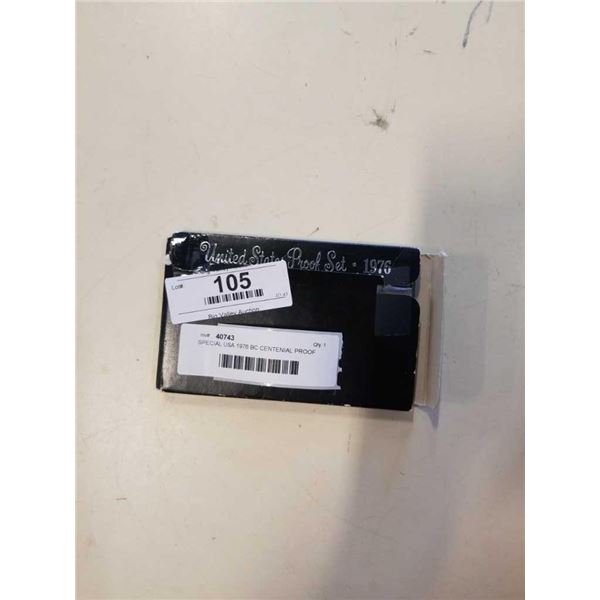 United States Proof Set - 1976
Lot#: 105
Big Valley Auction
inv#: 40743 Qty. 1
SPECIAL USA 1976 BC CENTENIAL PROOF